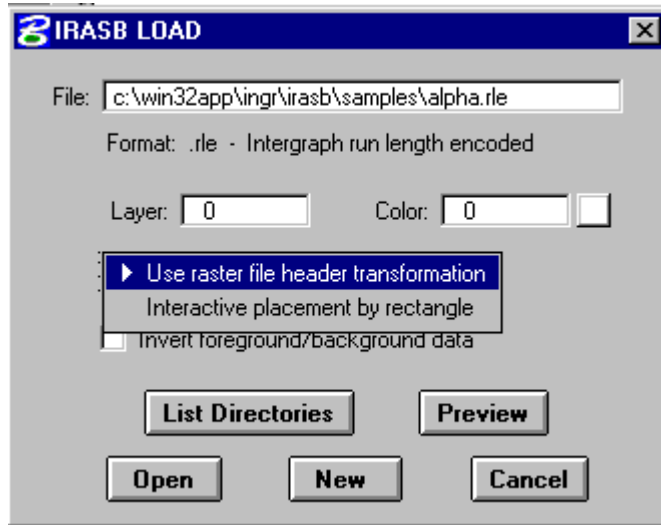 IRASB LOAD
File: c:\win32app\ingr\irasb\samples\alpha.rle
Format: .rle - Intergraph run length encoded
Layer: 0 Color: 0
Use raster file header transformation
Interactive placement by rectangle
Invert foreground/background data
List Directories Preview
Open New Cancel